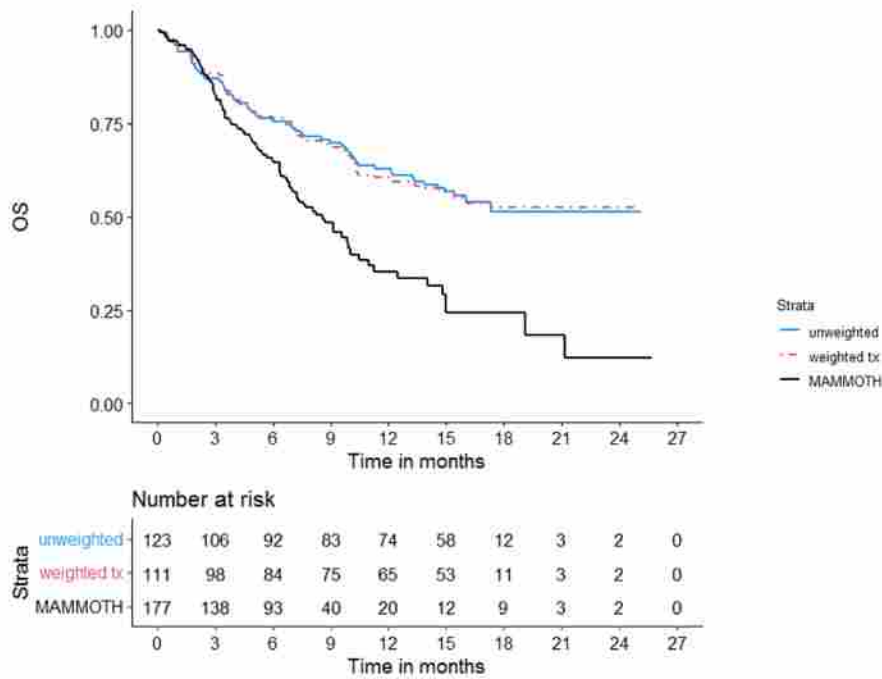 1.00
0.75
0.50
0.25
0.00
OS
0 3 6 9 12 15 18 21 24 27
Time in months
Strata
unweighted
weighted tx
MAMMOTH
Number at risk
Strata
unweighted 123 106 92 83 74 58 12 3 2 0
weighted tx 111 98 84 75 65 53 11 3 2 0
MAMMOTH 177 138 93 40 20 12 9 3 2 0
0 3 6 9 12 15 18 21 24 27
Time in months